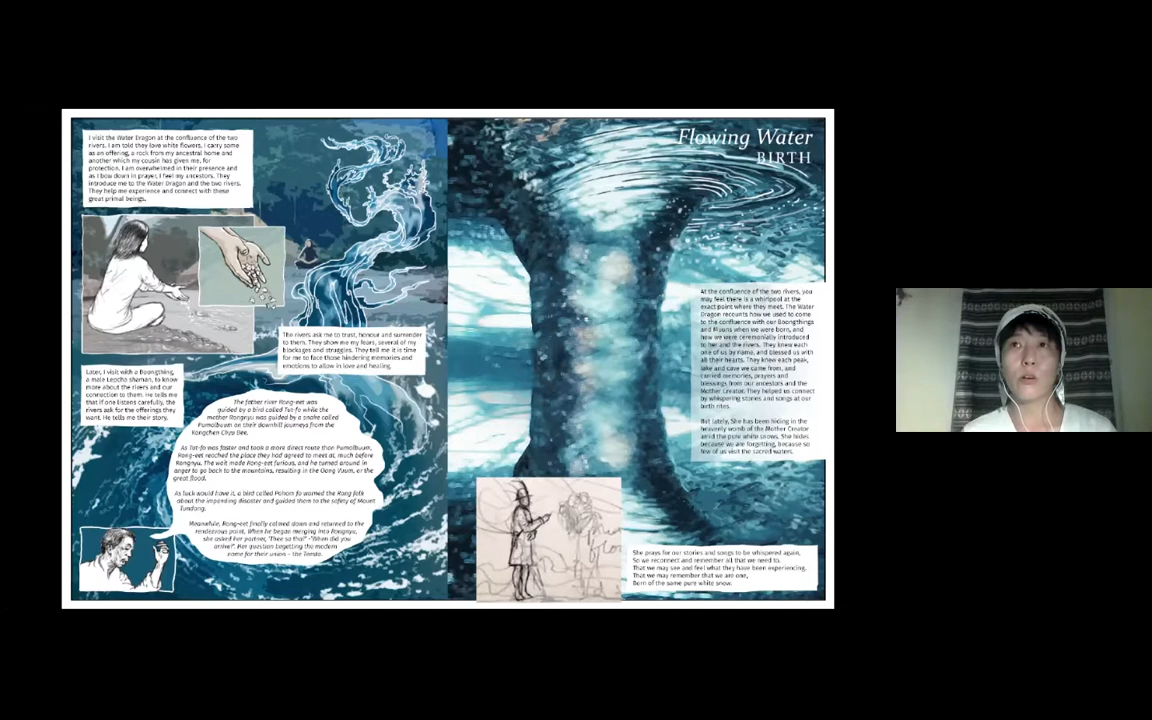 I visit the Water Dragon at the confluence of the two
rivers. I am told they love white flowers. I carry some
as an offering, a rock from my ancestral home and
another which my cousin has given me, for
protection. I am overwhelmed in their presence and
as I bow down in prayer, I feel my ancestors. They
introduce me to the Water Dragon and the two rivers.
They help me experience and connect with these
great primal beings.
The rivers ask me to trust, honour and surrender
to them. They show me my fears, several of my
blockages and struggles. They tell me it is time
for me to face those hindering memories and
emotions to allow in love and healing.
Later, I visit with a Boongthing,
a male Lepcha shaman, to know
more about the rivers and our
connection to them. He tells me
that if one listens carefully, the
rivers ask for the offerings they
want. He tells me their story.
The father river Rong-eet was
guided by a bird called Tut-fo while the
mother Rongnyu was guided by a snake called
Pumolbuum on their downhill journeys from the
Kongchen Chyu Bee.
As Tut-fo was faster and took a more direct route than Pumolbuum,
Rong-eet reached the place they had agreed to meet at, much before
Rongnyu. The wait made Rong-eet furious, and he turned around in
anger to go back to the mountains, resulting in the Oong Vuum, or the
great flood.
As luck would have it, a bird called Pohom fo warned the Rong folk
about the impending disaster and guided them to the safety of Mount
Tundong.
Meanwhile, Rong-eet finally calmed down and returned to the
rendezvous point. When he began merging into Rongnyu,
she asked her partner, 'Thee sa tha?' -'When did you
arrive?'. Her question begetting the modern
name for their union - the Teesta.
Flowing Water
BIRTH
At the confluence of the two rivers, you
may feel there is a whirlpool at the
exact point where they meet. The Water
Dragon recounts how we used to come
to the confluence with our Boongthings
and Mauns when we were born, and
how we were ceremonially introduced
to her and the rivers. They knew each
one of us by name, and blessed us with
all their hearts. They knew each peak,
lake and cave we came from, and
carried memories, prayers and
blessings from our ancestors and the
Mother Creator. They helped us connect
by whispering stories and songs at our
birth rites.
But lately, She has been hiding in the
heavenly womb of the Mother Creator
amid the pure white snows. She hides
because we are forgetting, because so
few of us visit the sacred waters.
She prays for our stories and songs to be whispered again,
So we reconnect and remember all that we need to.
That we may see and feel what they have been experiencing.
That we may remember that we are one,
Born of the same pure white snow.